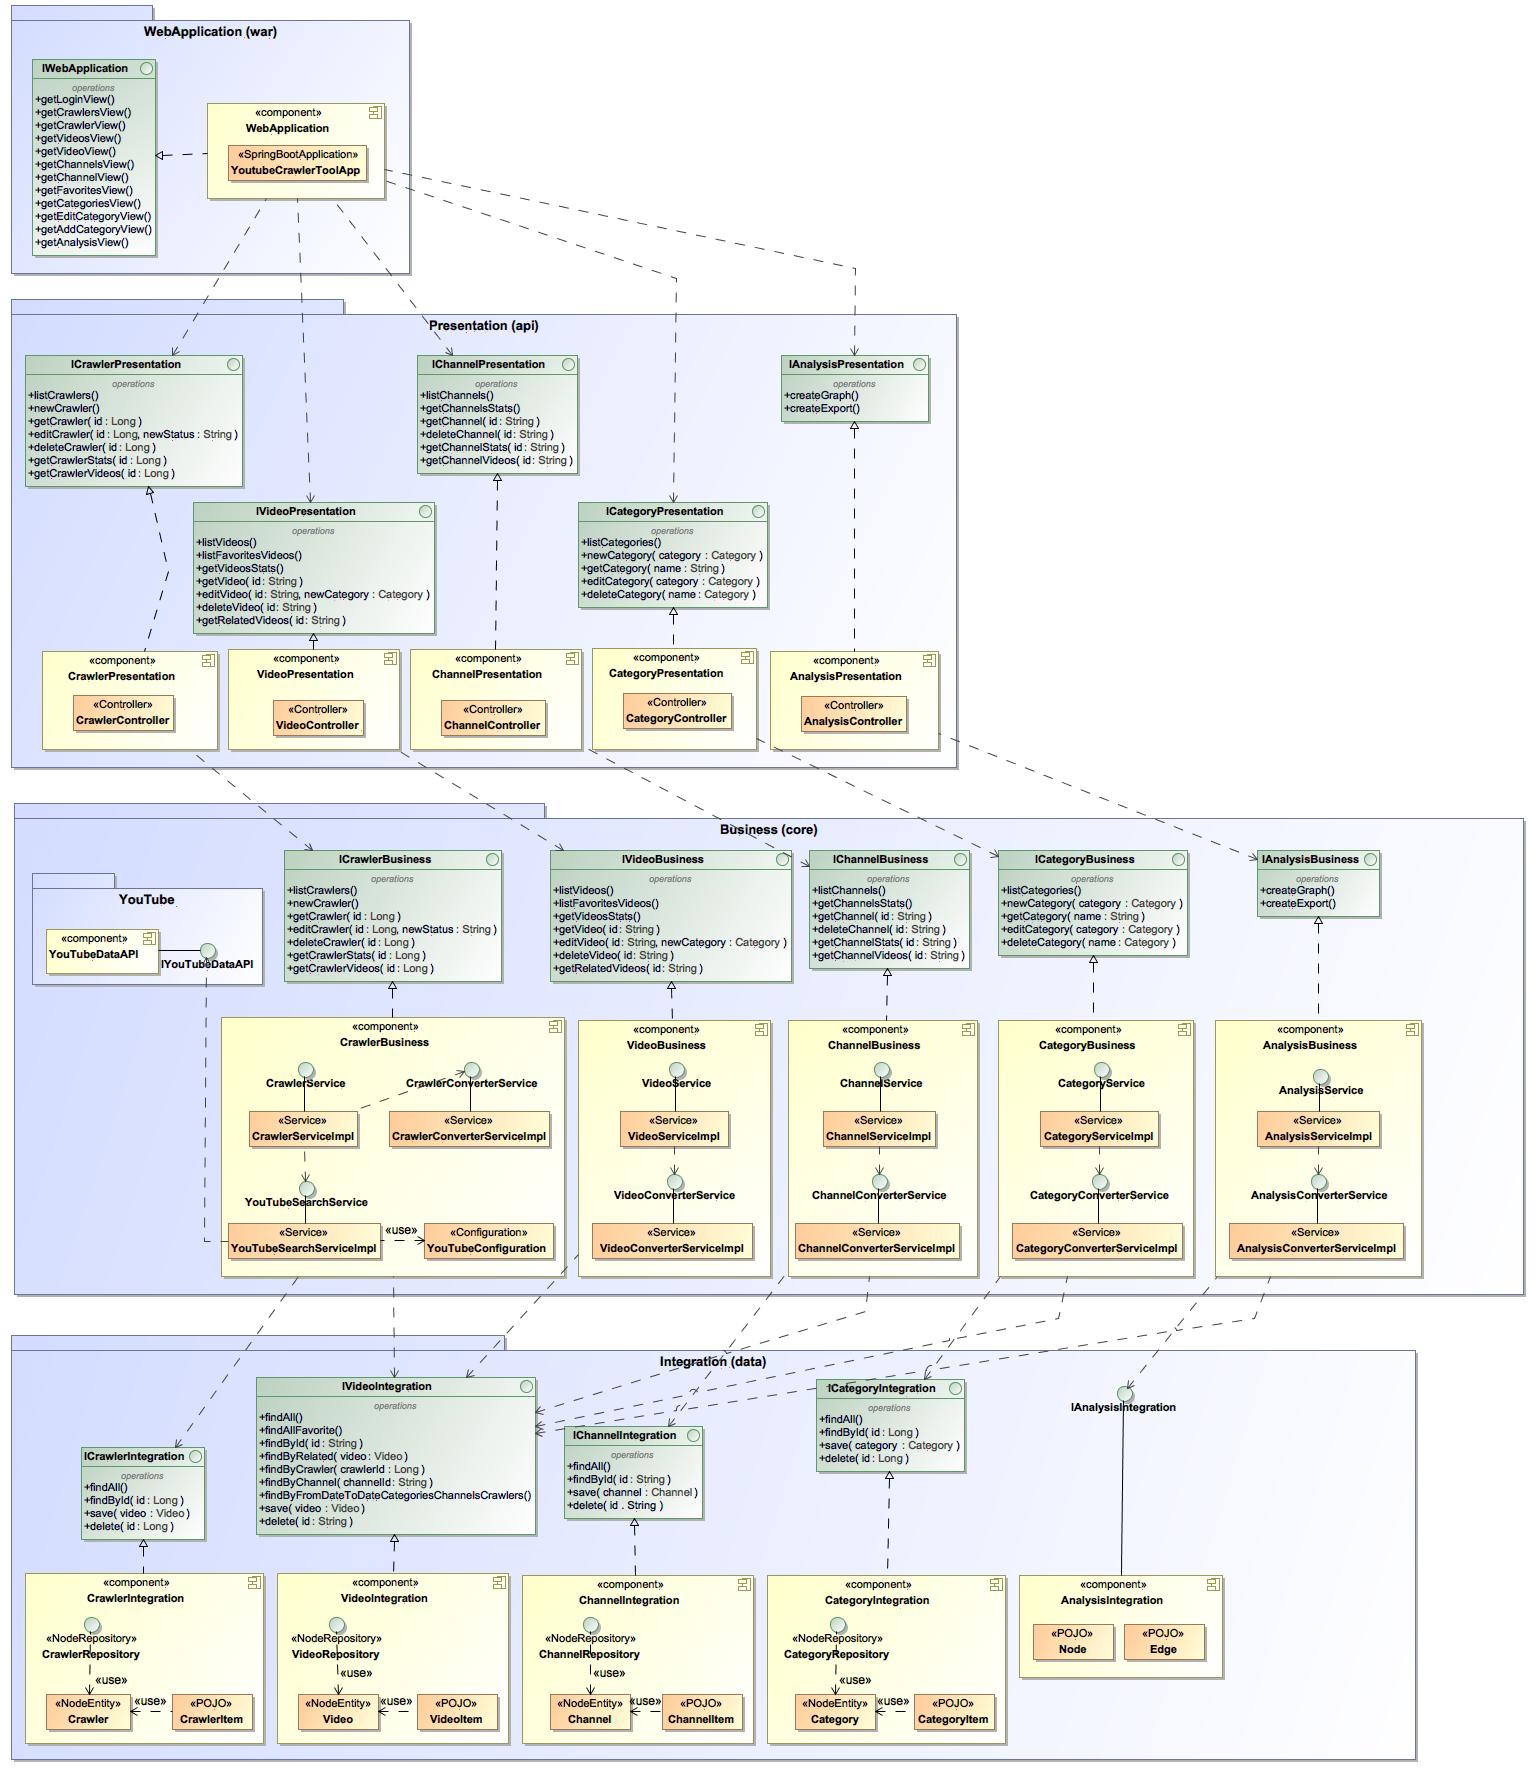 WebApplication (war)
IWebApplication
operations
+getLoginView()
+getCrawlersView()
+getCrawlerView()
+getVideosView()
+getVideoView()
+getChannelsView()
+getChannelView()
+getFavoritesView()
+getCategoriesView()
+getEditCategoryView()
+getAddCategoryView()
+getAnalysisView()
«component»
WebApplication
«SpringBootApplication»
YoutubeCrawlerToolApp
Presentation (api)
ICrawlerPresentation
operations
+listCrawlers()
+newCrawler()
+getCrawler( id : Long )
+editCrawler( id : Long, newStatus : String )
+deleteCrawler( id : Long )
+getCrawlerStats( id : Long )
+getCrawlerVideos( id : Long )
IChannelPresentation
operations
+listChannels()
+getChannelsStats()
+getChannel( id : String )
+deleteChannel( id : String )
+getChannelStats( id : String )
+getChannelVideos( id : String )
IAnalysisPresentation
operations
+createGraph()
+createExport()
IVideoPresentation
operations
+listVideos()
+listFavoritesVideos()
+getVideosStats()
+getVideo( id : String )
+editVideo( id : String, newCategory : Category )
+deleteVideo( id : String )
+getRelatedVideos( id : String )
ICategoryPresentation
operations
+listCategories()
+newCategory( category : Category )
+getCategory( name : String )
+editCategory( category : Category )
+deleteCategory( name : Category )
«component»
CrawlerPresentation
«Controller»
CrawlerController
«component»
VideoPresentation
«Controller»
VideoController
«component»
ChannelPresentation
«Controller»
ChannelController
«component»
CategoryPresentation
«Controller»
CategoryController
«component»
AnalysisPresentation
«Controller»
AnalysisController
Business (core)
YouTube
«component»
YouTubeDataAPI
IYouTubeDataAPI
ICrawlerBusiness
operations
+listCrawlers()
+newCrawler()
+getCrawler( id : Long )
+editCrawler( id : Long, newStatus : String )
+deleteCrawler( id : Long )
+getCrawlerStats( id : Long )
+getCrawlerVideos( id : Long )
IVideoBusiness
operations
+listVideos()
+listFavoritesVideos()
+getVideosStats()
+getVideo( id : String )
+editVideo( id : String, newCategory : Category )
+deleteVideo( id : String )
+getRelatedVideos( id : String )
IChannelBusiness
operations
+listChannels()
+getChannelsStats()
+getChannel( id : String )
+deleteChannel( id : String )
+getChannelStats( id : String )
+getChannelVideos( id : String )
ICategoryBusiness
operations
+listCategories()
+newCategory( category : Category )
+getCategory( name : String )
+editCategory( category : Category )
+deleteCategory( name : Category )
IAnalysisBusiness
operations
+createGraph()
+createExport()
«component»
CrawlerBusiness
CrawlerService
CrawlerConverterService
«Service»
CrawlerServiceImpl
«Service»
CrawlerConverterServiceImpl
YouTubeSearchService
«Service»
YouTubeSearchServiceImpl
«use»
«Configuration»
YouTubeConfiguration
«component»
VideoBusiness
VideoService
«Service»
VideoServiceImpl
VideoConverterService
«Service»
VideoConverterServiceImpl
«component»
ChannelBusiness
ChannelService
«Service»
ChannelServiceImpl
ChannelConverterService
«Service»
ChannelConverterServiceImpl
«component»
CategoryBusiness
CategoryService
«Service»
CategoryServiceImpl
CategoryConverterService
«Service»
CategoryConverterServiceImpl
«component»
AnalysisBusiness
AnalysisService
«Service»
AnalysisServiceImpl
AnalysisConverterService
«Service»
AnalysisConverterServiceImpl
Integration (data)
ICrawlerIntegration
operations
+findAll()
+findById( id : Long )
+save( video : Video )
+delete( id : Long )
IVideoIntegration
operations
+findAll()
+findAllFavorite()
+findById( id : String )
+findByRelated( video : Video )
+findByCrawler( crawlerId : Long )
+findByChannel( channelId : String )
+findByFromDateToDateCategoriesChannelsCrawlers()
+save( video : Video )
+delete( id : String )
IChannelIntegration
operations
+findAll()
+findById( id : String )
+save( channel : Channel )
+delete( id . String )
ICategoryIntegration
operations
+findAll()
+findById( id : Long )
+save( category : Category )
+delete( id : Long )
IAnalysisIntegration
«component»
CrawlerIntegration
«NodeRepository»
CrawlerRepository
«use»
«NodeEntity»
Crawler
«use»
«POJO»
CrawlerItem
«component»
VideoIntegration
«NodeRepository»
VideoRepository
«use»
«NodeEntity»
Video
«use»
«POJO»
VideoItem
«component»
ChannelIntegration
«NodeRepository»
ChannelRepository
«use»
«NodeEntity»
Channel
«use»
«POJO»
ChannelItem
«component»
CategoryIntegration
«NodeRepository»
CategoryRepository
«use»
«NodeEntity»
Category
«use»
«POJO»
CategoryItem
«component»
AnalysisIntegration
«POJO»
Node
«POJO»
Edge